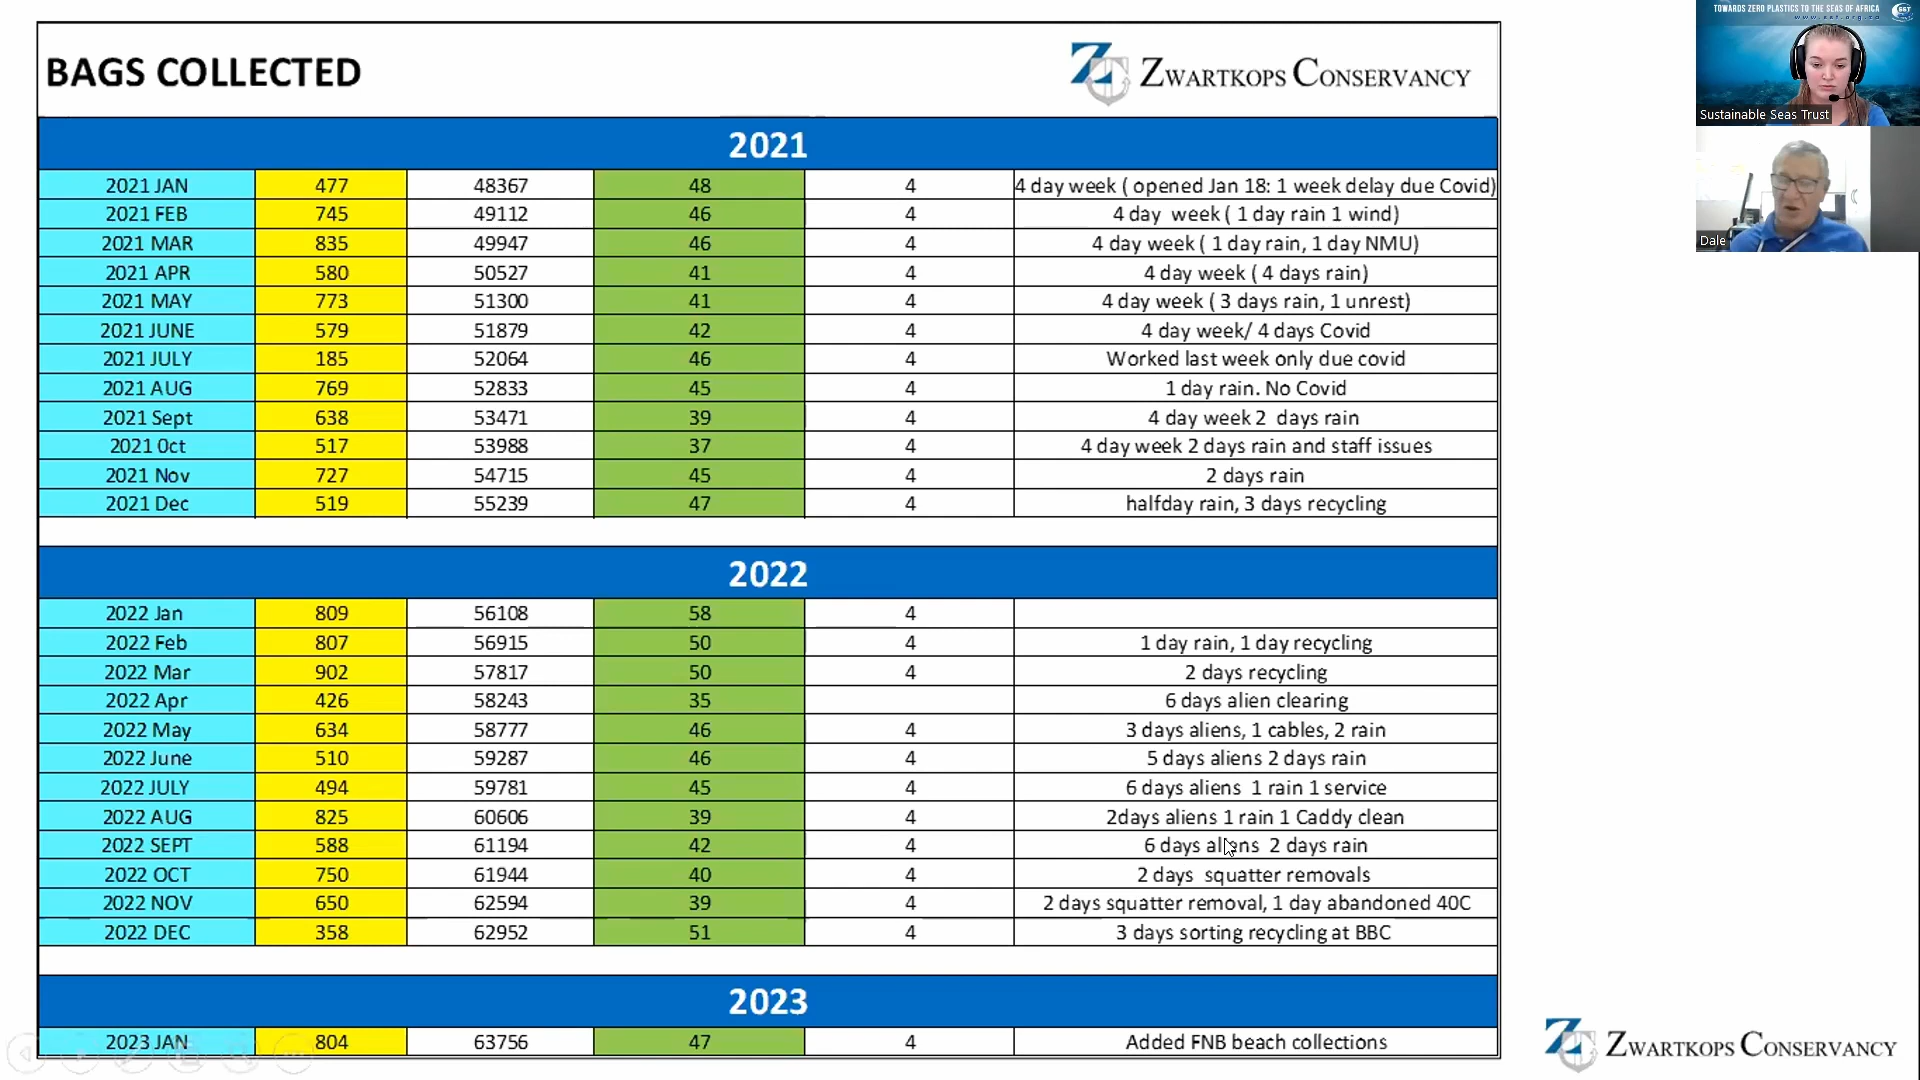 BAGS COLLECTED
ZWARTKOPS CONSERVANCY
2021
2021 JAN 477 48367 48 4 4 day week ( opened Jan 18: 1 week delay due Covid)
2021 FEB 745 49112 46 4 4 day week ( 1 day rain 1 wind)
2021 MAR 835 49947 46 4 4 day week ( 1 day rain, 1 day NMU)
2021 APR 580 50527 41 4 4 day week ( 4 days rain)
2021 MAY 773 51300 41 4 4 day week ( 3 days rain, 1 unrest)
2021 JUNE 579 51879 42 4 4 day week/ 4 days Covid
2021 JULY 185 52064 46 4 Worked last week only due covid
2021 AUG 769 52833 45 4 1 day rain. No Covid
2021 Sept 638 53471 39 4 4 day week 2 days rain
2021 0ct 517 53988 37 4 4 day week 2 days rain and staff issues
2021 Nov 727 54715 45 4 2 days rain
2021 Dec 519 55239 47 4 halfday rain, 3 days recycling
2022
2022 Jan 809 56108 58 4
2022 Feb 807 56915 50 4 1 day rain, 1 day recycling
2022 Mar 902 57817 50 4 2 days recycling
2022 Apr 426 58243 35 6 days alien clearing
2022 May 634 58777 46 4 3 days aliens, 1 cables, 2 rain
2022 June 510 59287 46 4 5 days aliens 2 days rain
2022 JULY 494 59781 45 4 6 days aliens 1 rain 1 service
2022 AUG 825 60606 39 4 2days aliens 1 rain 1 Caddy clean
2022 SEPT 588 61194 42 4 6 days aliens 2 days rain
2022 OCT 750 61944 40 4 2 days squatter removals
2022 NOV 650 62594 39 4 2 days squatter removal, 1 day abandoned 40C
2022 DEC 358 62952 51 4 3 days sorting recycling at BBC
2023
2023 JAN 804 63756 47 4 Added FNB beach collections
TOWARDS ZERO PLASTICS TO THE SEAS OF AFRICA
www.sst.org.za
SST
Sustainable Seas Trust
Dale
ZWARTKOPS CONSERVANCY